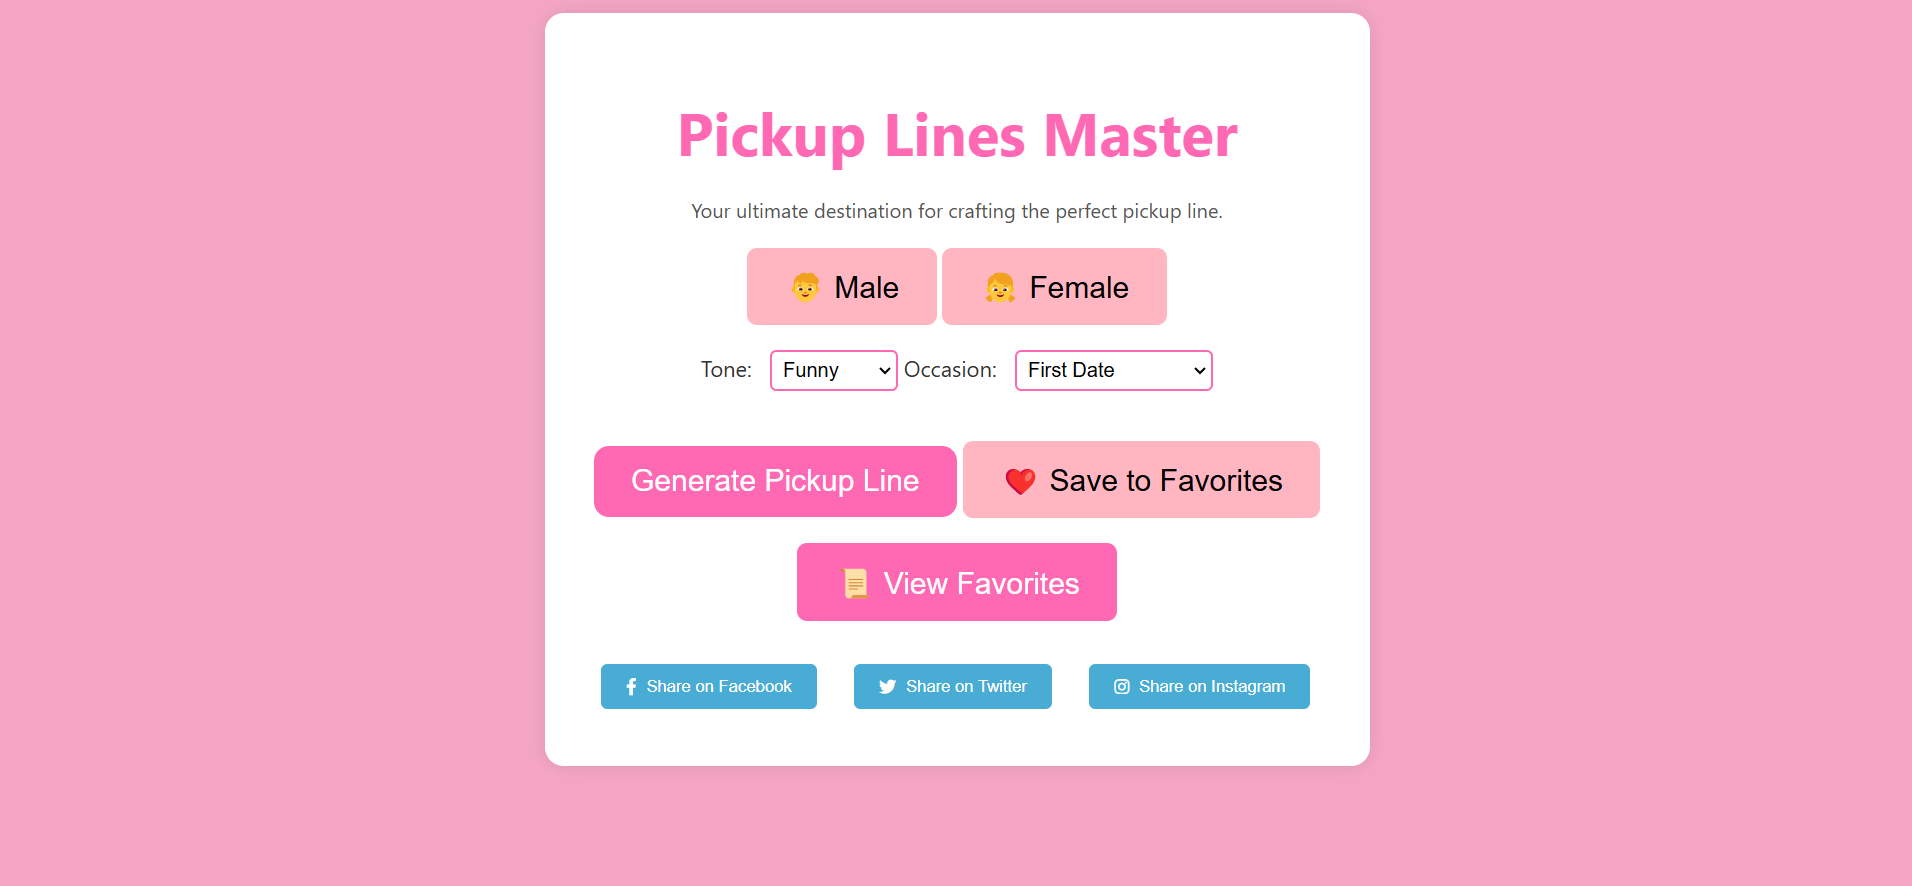 Pickup Lines Master
Your ultimate destination for crafting the perfect pickup line.
Male Female
Tone: Funny Occasion: First Date
Generate Pickup Line Save to Favorites
View Favorites
Share on Facebook Share on Twitter Share on Instagram